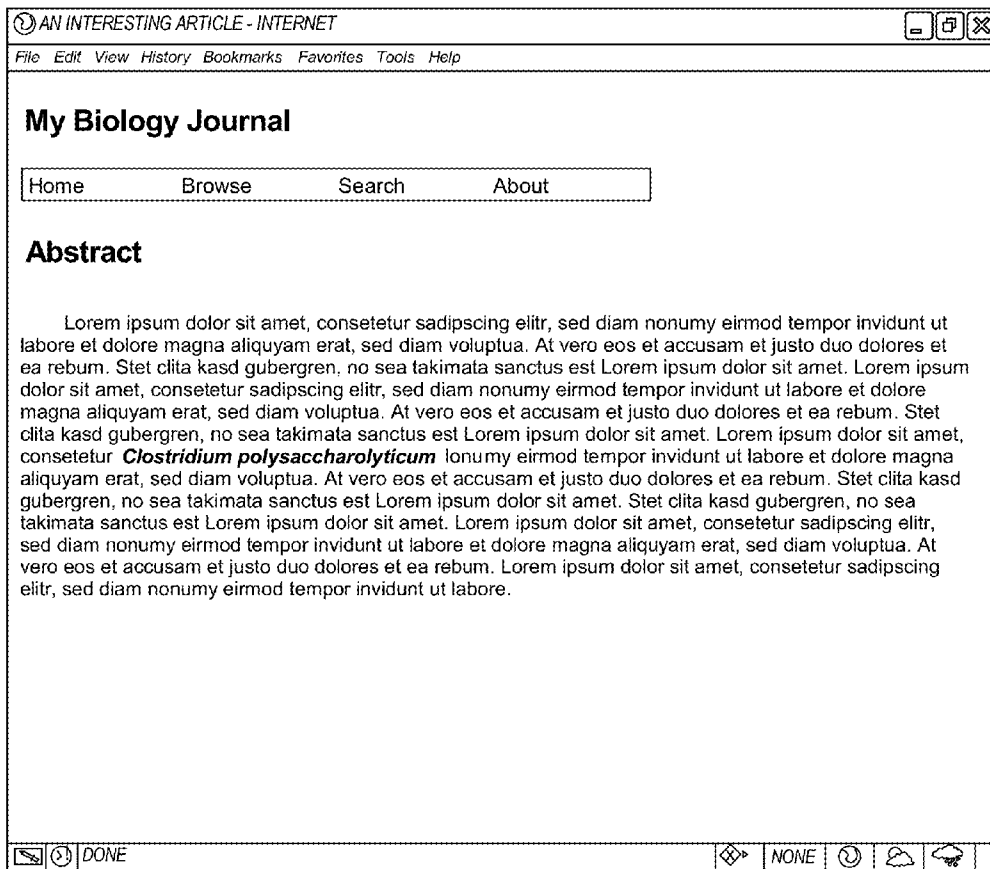 AN INTERESTING ARTICLE - INTERNET
File Edit View History Bookmarks Favorites Tools Help
My Biology Journal
Home Browse Search About
Abstract
Lorem ipsum dolor sit amet, consetetur sadipscing elitr, sed diam nonumy eirmod tempor invidunt ut
labore et dolore magna aliquyam erat, sed diam voluptua. At vero eos et accusam et justo duo dolores et
ea rebum. Stet clita kasd gubergren, no sea takimata sanctus est Lorem ipsum dolor sit amet. Lorem ipsum
dolor sit amet, consetetur sadipscing elitr, sed diam nonumy eirmod tempor invidunt ut labore et dolore
magna aliquyam erat, sed diam voluptua. At vero eos et accusam et justo duo dolores et ea rebum. Stet
clita kasd gubergren, no sea takimata sanctus est Lorem ipsum dolor sit amet. Lorem ipsum dolor sit amet,
consetetur Clostridium polysaccharolyticum lonumy eirmod tempor invidunt ut labore et dolore magna
aliquyam erat, sed diam voluptua. At vero eos et accusam et justo duo dolores et ea rebum. Stet clita kasd
gubergren, no sea takimata sanctus est Lorem ipsum dolor sit amet. Stet clita kasd gubergren, no sea
takimata sanctus est Lorem ipsum dolor sit amet. Lorem ipsum dolor sit amet, consetetur sadipscing elitr,
sed diam nonumy eirmod tempor invidunt ut labore et dolore magna aliquyam erat, sed diam voluptua. At
vero eos et accusam et justo duo dolores et ea rebum. Lorem ipsum dolor sit amet, consetetur sadipscing
elitr, sed diam nonumy eirmod tempor invidunt ut labore.
DONE NONE